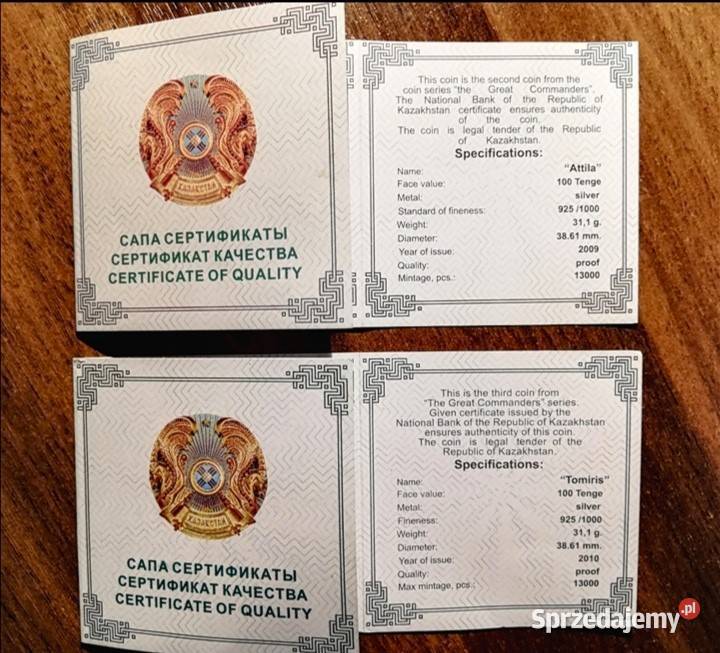 ҚАЗАҚСТАН
САПА СЕРТИФИКАТЫ
СЕРТИФИКАТ КАЧЕСТВА
CERTIFICATE OF QUALITY
This coin is the second coin from the
coin series "the Great Commanders".
The National Bank of the Republic of
Kazakhstan certificate ensures authenticity
of the coin.
The coin is legal tender of the Republic
of Kazakhstan.
Specifications:
Name: "Attila"
Face value: 100 Tenge
Metal: silver
Standard of fineness: 925 /1000
Weight: 31,1 g.
Diameter: 38.61 mm.
Year of issue: 2009
Quality: proof
Mintage, pcs.: 13000
ҚАЗАҚСТАН
САПА СЕРТИФИКАТЫ
СЕРТИФИКАТ КАЧЕСТВА
CERTIFICATE OF QUALITY
This is the third coin from
"The Great Commanders" series.
Given certificate issued by the
National Bank of the Republic of Kazakhstan
ensures authenticity of this coin.
The coin is legal tender of the
Republic of Kazakhstan.
Specifications:
Name: "Tomiris"
Face value: 100 Tenge
Metal: silver
Fineness: 925 /1000
Weight: 31,1 g.
Diameter: 38.61 mm.
Year of issue: 2010
Quality: proof
Max mintage, pcs.: 13000
Sprzedajemy.pl